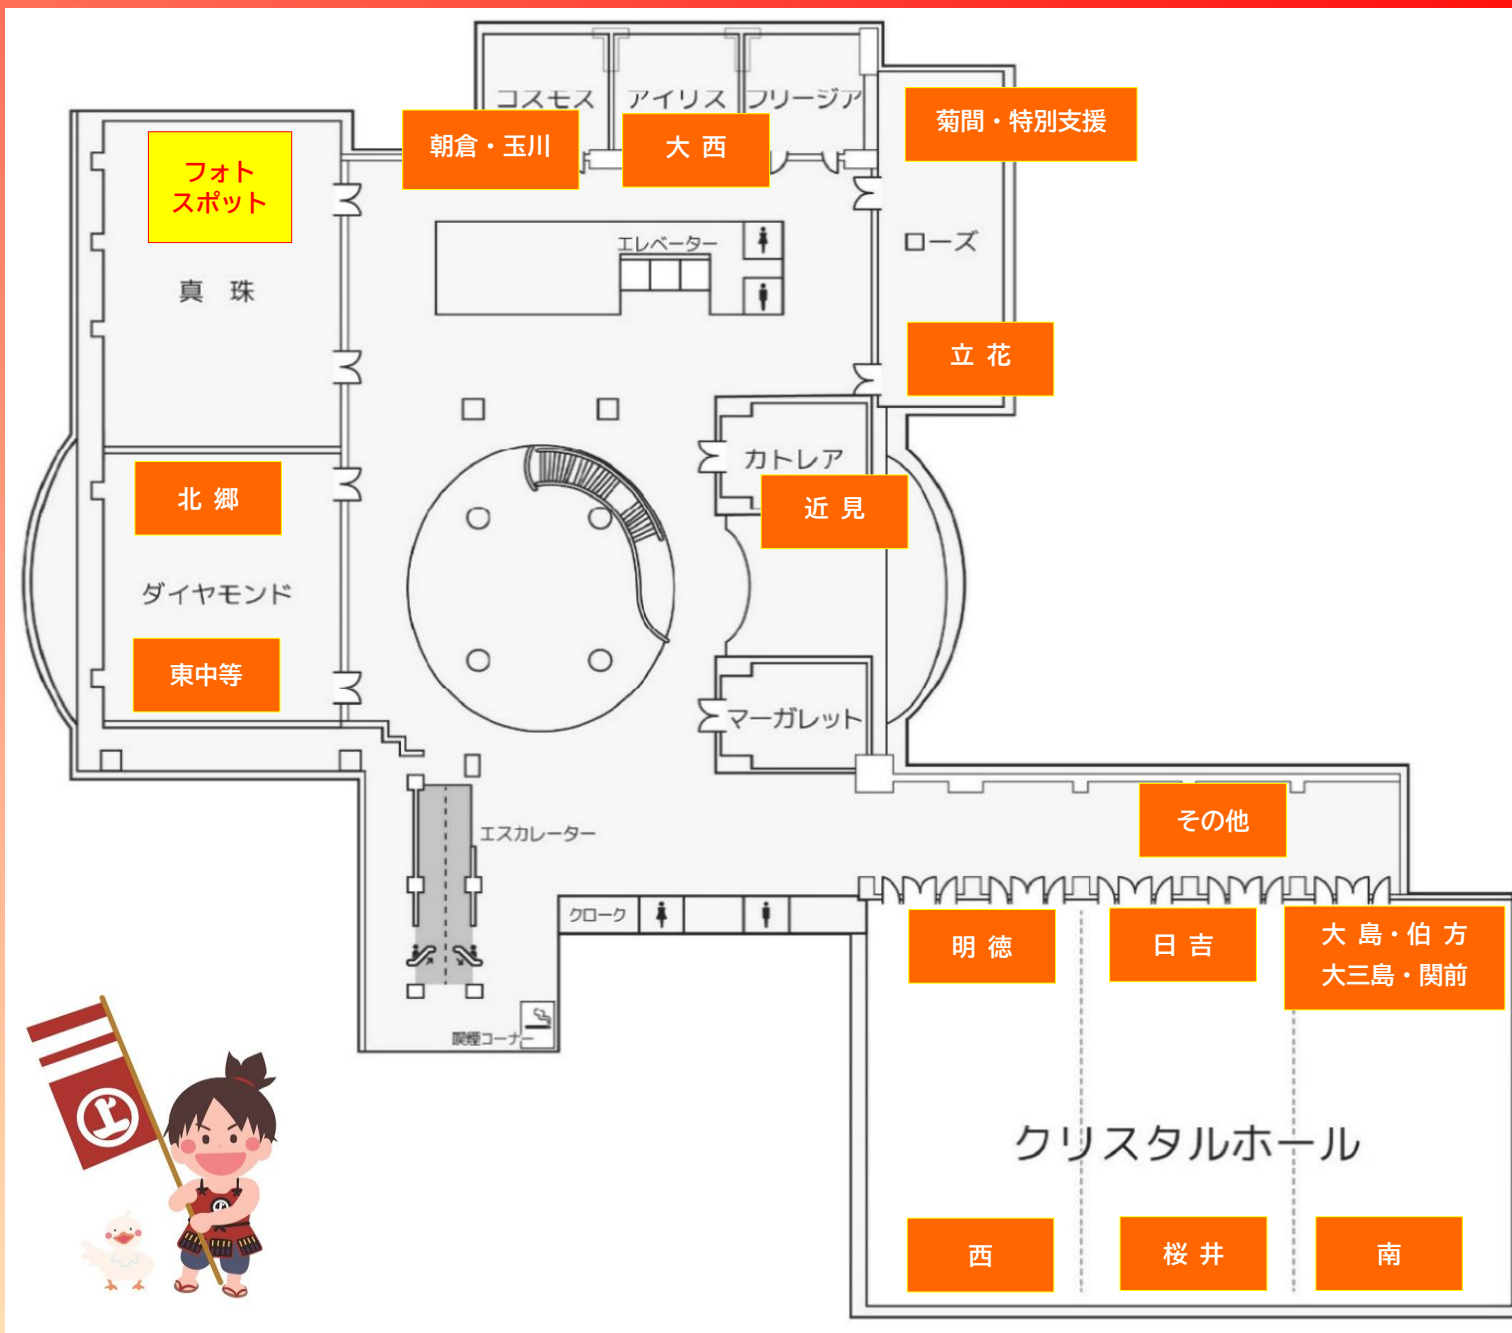 コスモス
アイリス
フリージア
朝倉・玉川
大 西
菊間・特別支援
フォト
スポット
エレベーター
ローズ
真 珠
立 花
カトレア
北 郷
近 見
ダイヤモンド
東中等
マーガレット
その他
エスカレーター
クローク
明 徳
日 吉
大 島・伯 方
大三島・関前
喫煙コーナー
上
クリスタルホール
西
桜 井
南